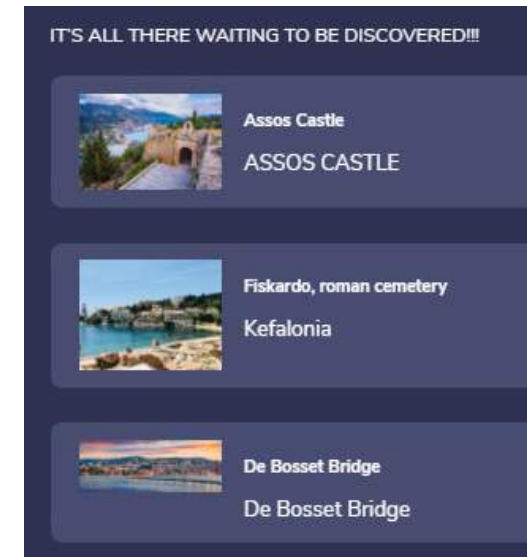 IT'S ALL THERE WAITING TO BE DISCOVERED!!!
Assos Castle
ASSOS CASTLE
Fiskardo, roman cemetery
Kefalonia
De Bosset Bridge
De Bosset Bridge